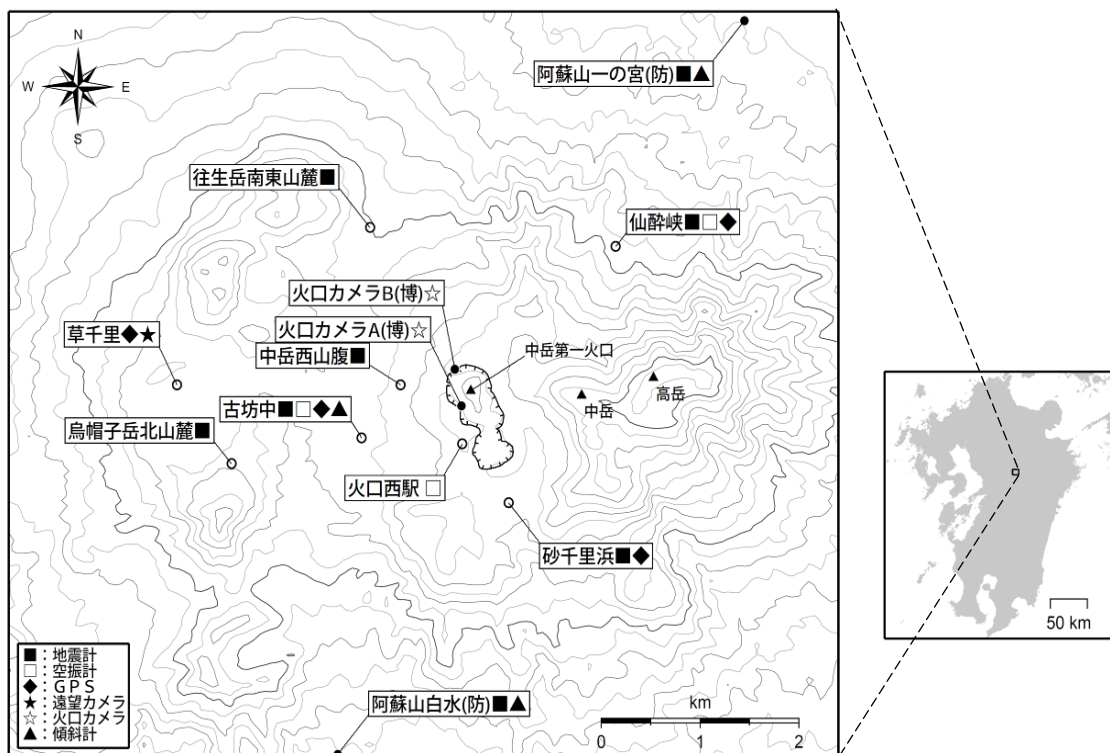 N
W E
S
阿蘇山一の宮(防)■▲
往生岳南東山麓■
仙酔峡■□◆
火口カメラB(博)☆
火口カメラA(博)☆
草千里◆★
中岳西山腹■
中岳第一火口
高岳
中岳
古坊中■□◆▲
烏帽子岳北山麓■
火口西駅 □
砂千里浜■◆
阿蘇山白水(防)■▲
■:地震計
□:空振計
◆:GPS
★:遠望カメラ
☆:火口カメラ
▲:傾斜計
km
0 1 2
50 km